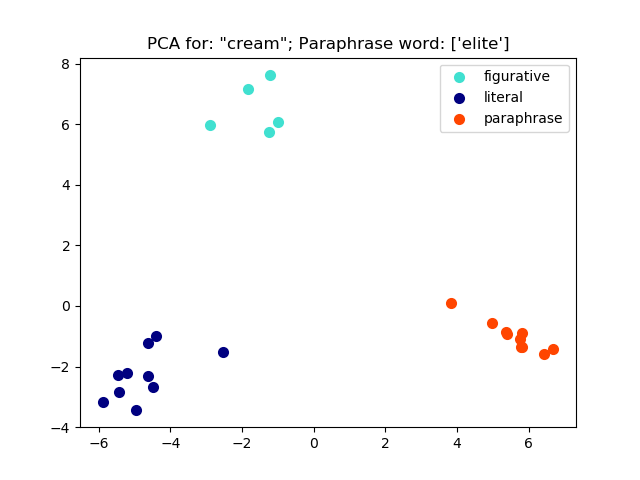 PCA for: "cream"; Paraphrase word: ['elite']
figurative
literal
paraphrase
8
6
4
2
0
−2
−4
−6 −4 −2 0 2 4 6